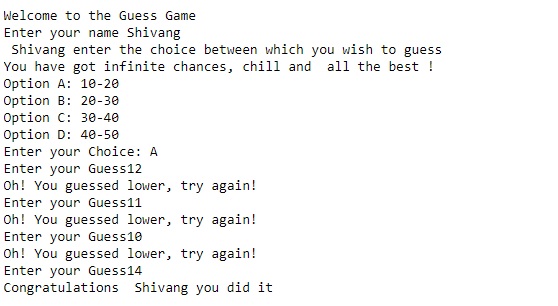 Welcome to the Guess Game
Enter your name Shivang
 Shivang enter the choice between which you wish to guess
You have got infinite chances, chill and  all the best !
Option A: 10-20
Option B: 20-30
Option C: 30-40
Option D: 40-50
Enter your Choice: A
Enter your Guess12
Oh! You guessed lower, try again!
Enter your Guess11
Oh! You guessed lower, try again!
Enter your Guess10
Oh! You guessed lower, try again!
Enter your Guess14
Congratulations  Shivang you did it